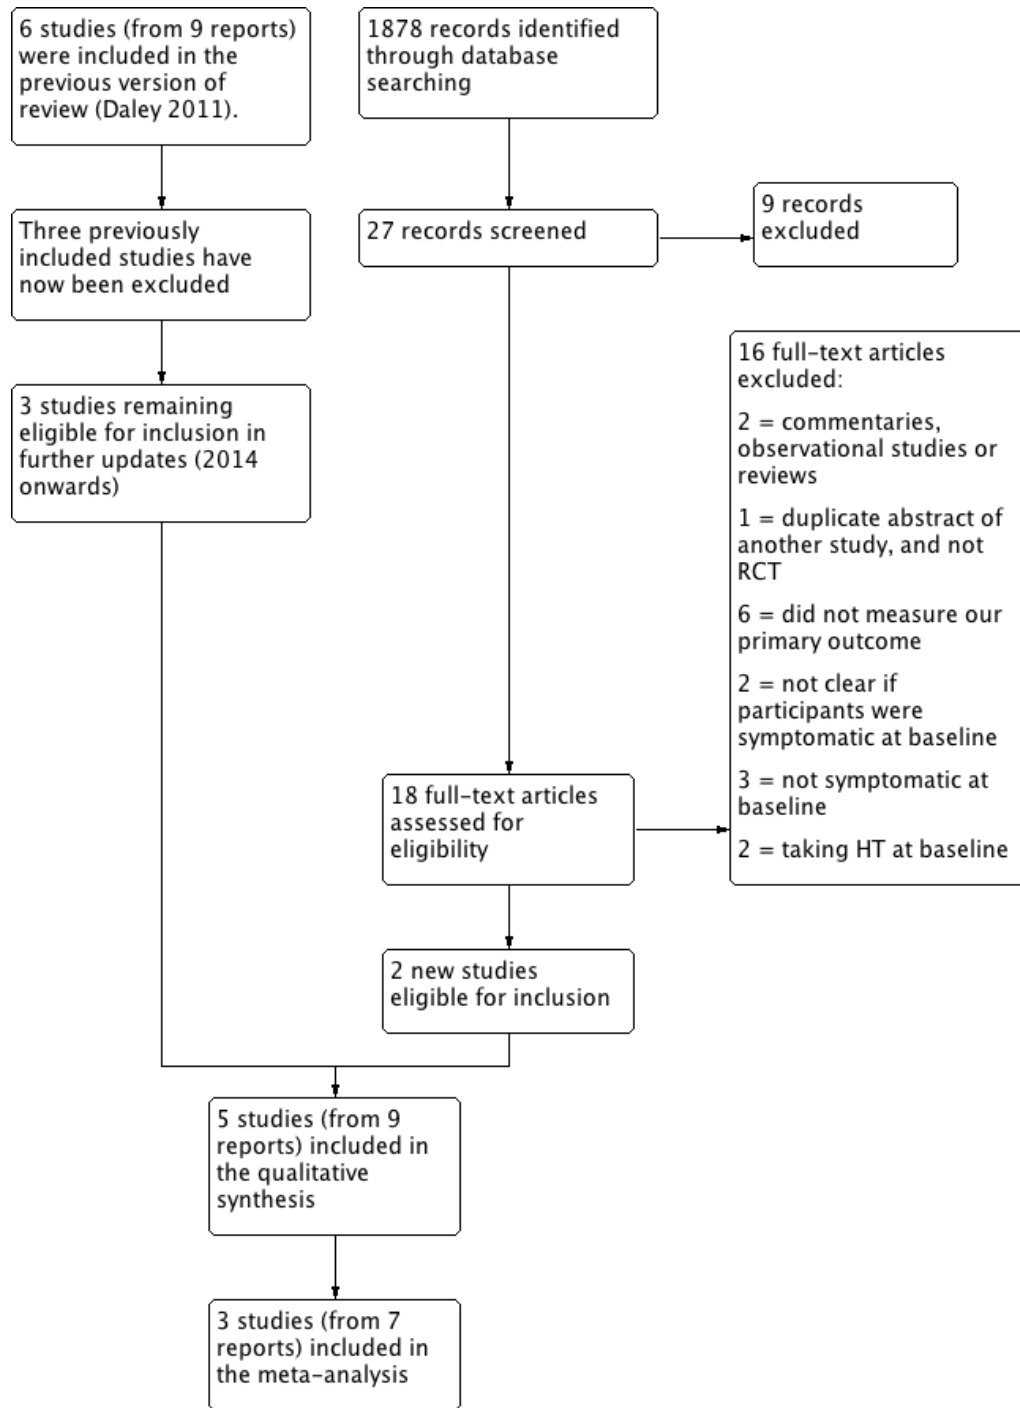 6 studies (from 9 reports)
were included in the
previous version of
review (Daley 2011).
1878 records identified
through database
searching
Three previously
included studies have
now been excluded
27 records screened
9 records
excluded
3 studies remaining
eligible for inclusion in
further updates (2014
onwards)
16 full-text articles
excluded:
2 = commentaries,
observational studies or
reviews
1 = duplicate abstract of
another study, and not
RCT
6 = did not measure our
primary outcome
2 = not clear if
participants were
symptomatic at baseline
3 = not symptomatic at
baseline
2 = taking HT at baseline
18 full-text articles
assessed for
eligibility
2 new studies
eligible for inclusion
5 studies (from 9
reports) included in
the qualitative
synthesis
3 studies (from 7
reports) included in
the meta-analysis